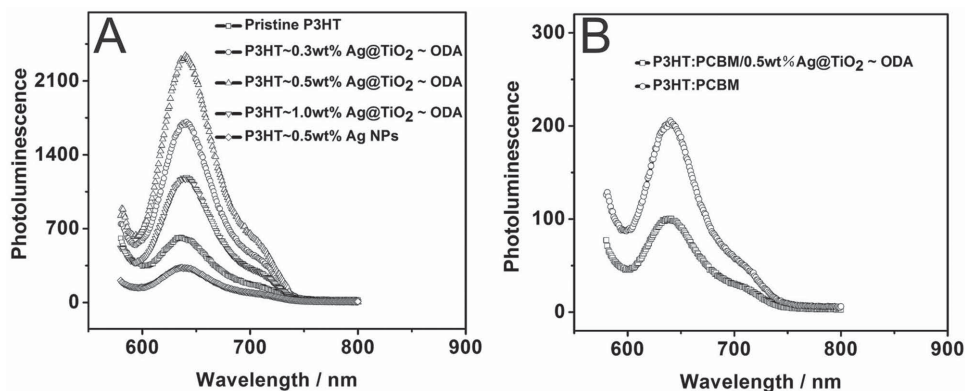 A
Pristine P3HT
P3HT~0.3wt% Ag@TiO2 ~ ODA
P3HT~0.5wt% Ag@TiO2 ~ ODA
P3HT~1.0wt% Ag@TiO2 ~ ODA
P3HT~0.5wt% Ag NPs
Photoluminescence
2100
1400
700
0
600
700
800
900
Wavelength / nm
B
P3HT:PCBM/0.5wt%Ag@TiO2 ~ ODA
P3HT:PCBM
Photoluminescence
300
200
100
0
600
700
800
900
Wavelength / nm